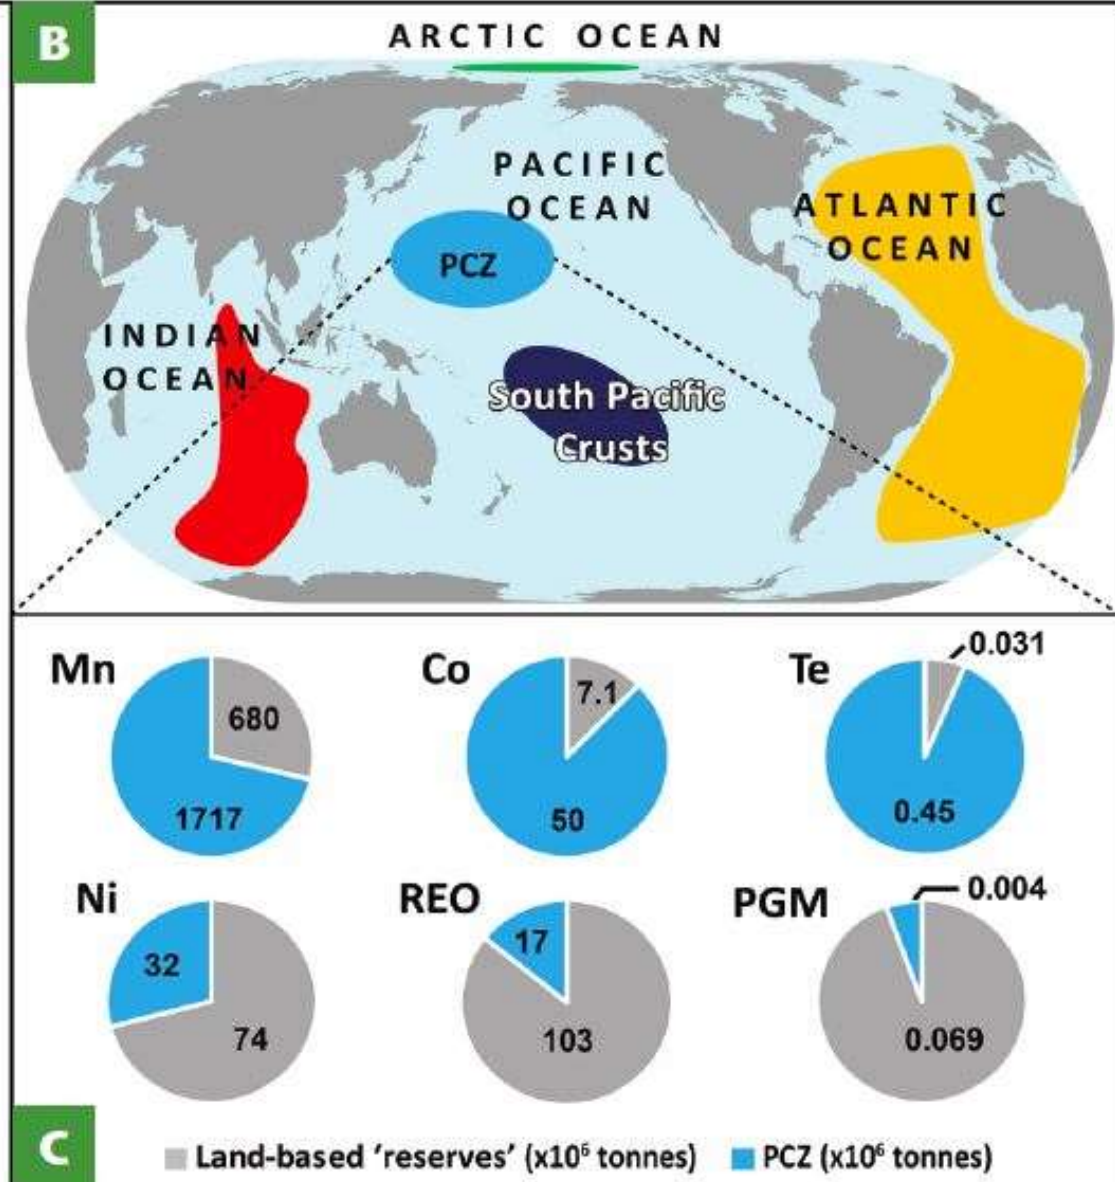 B
ARCTIC OCEAN
PACIFIC
OCEAN
ATLANTIC
OCEAN
PCZ
INDIAN
OCEAN
South Pacific
Crusts
Mn
680
1717
Co
7.1
50
Te
0.031
0.45
Ni
32
74
REO
17
103
PGM
0.004
0.069
C
Land-based 'reserves' (x10⁶ tonnes)
PCZ (x10⁶ tonnes)